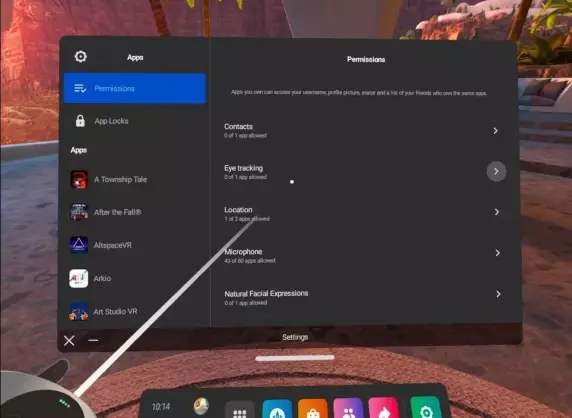 Apps
Permissions
App Locks
Apps
A Township Tale
After the Fall®
AltspaceVR
Arkio
Art Studio VR
Permissions
Apps you own can access your username, profile picture, avatar and a list of your friends who own the same apps.
Contacts
0 of 1 app allowed
Eye tracking
0 of 1 app allowed
Location
1 of 3 apps allowed
Microphone
43 of 60 apps allowed
Natural Facial Expressions
0 of 1 app allowed
Settings
10:14